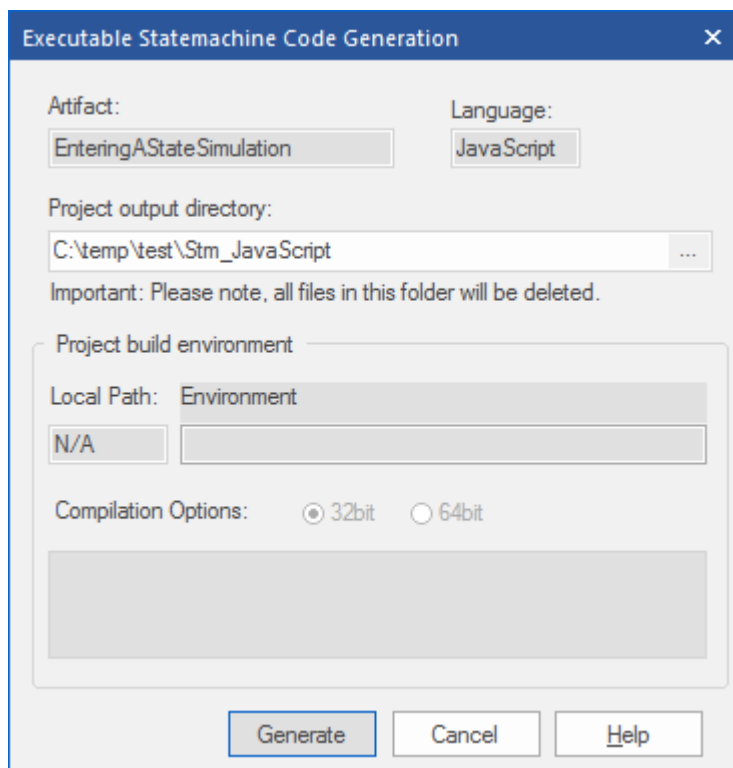 Executable Statemachine Code Generation
Artifact:
Language:
EnteringAStateSimulation
JavaScript
Project output directory:
C:\temp\test\Stm_JavaScript
...
Important: Please note, all files in this folder will be deleted.
Project build environment
Local Path:
Environment
N/A
Compilation Options:
32bit
64bit
Generate
Cancel
Help